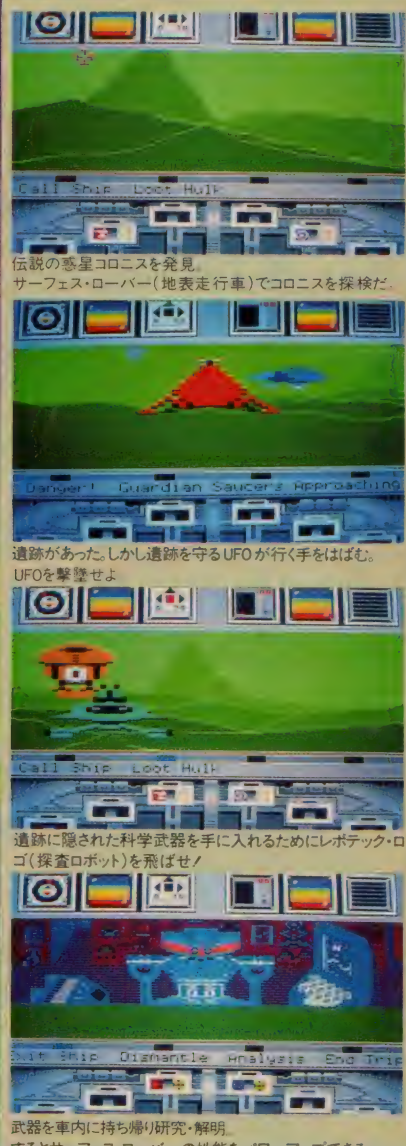 Call Ship Loot Hulk
伝説の惑星コロニスを発見。
サーフェス・ローバー(地表走行車)でコロニスを探検だ。
Danger! Guardian Saucers Approaching
遺跡があった。しかし遺跡を守るUFOが行く手をはばむ。
UFOを撃墜せよ
Call Ship Loot Hulk
遺跡に隠された科学武器を手に入れるためにレポテック・ロ
ゴ(探査ロボット)を飛ばせ!
Exit Ship Dismantle Analysis End Trip
武器を車内に持ち帰り研究・解明。